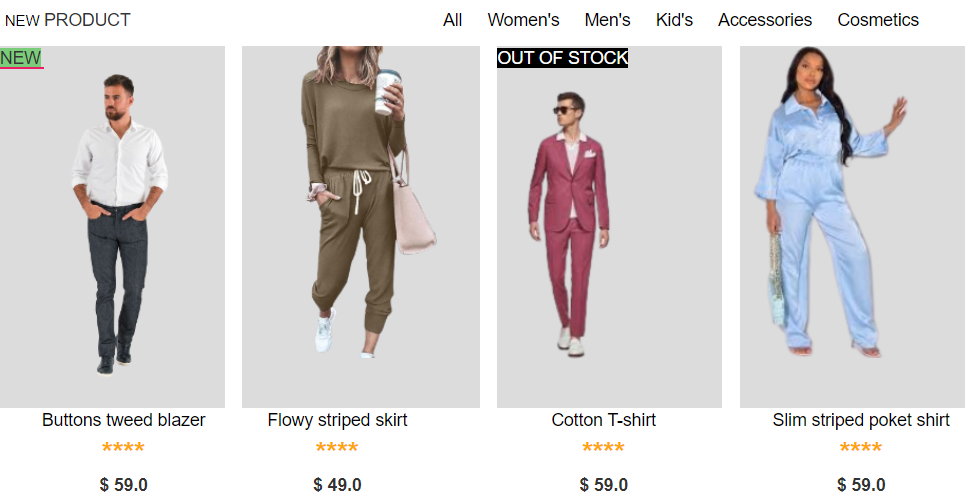 NEW PRODUCT All Women's Men's Kid's Accessories Cosmetics
NEW
OUT OF STOCK
Buttons tweed blazer
****
$ 59.0
Flowy striped skirt
****
$ 49.0
Cotton T-shirt
****
$ 59.0
Slim striped poket shirt
****
$ 59.0